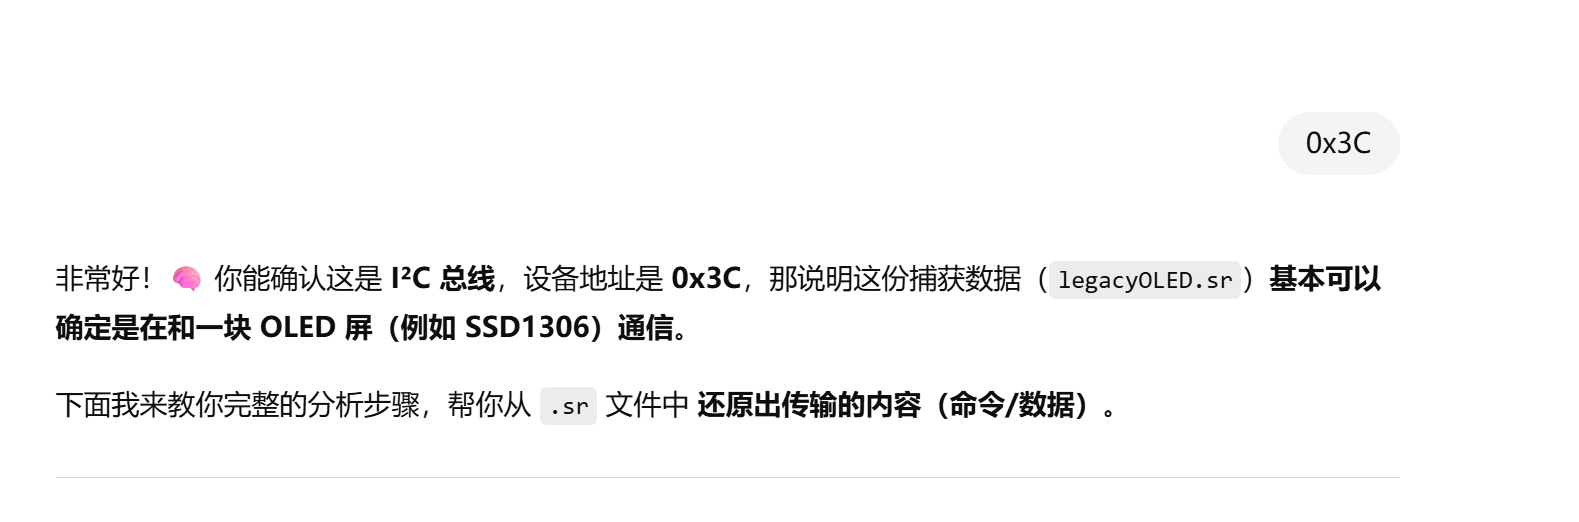 0x3C
非常好！🧠 你能确认这是 I²C 总线，设备地址是 0x3C，那说明这份捕获数据（legacyOLED.sr）基本可以
确定是在和一块 OLED 屏（例如 SSD1306）通信。
下面我来教你完整的分析步骤，帮你从 .sr 文件中 还原出传输的内容（命令/数据）。